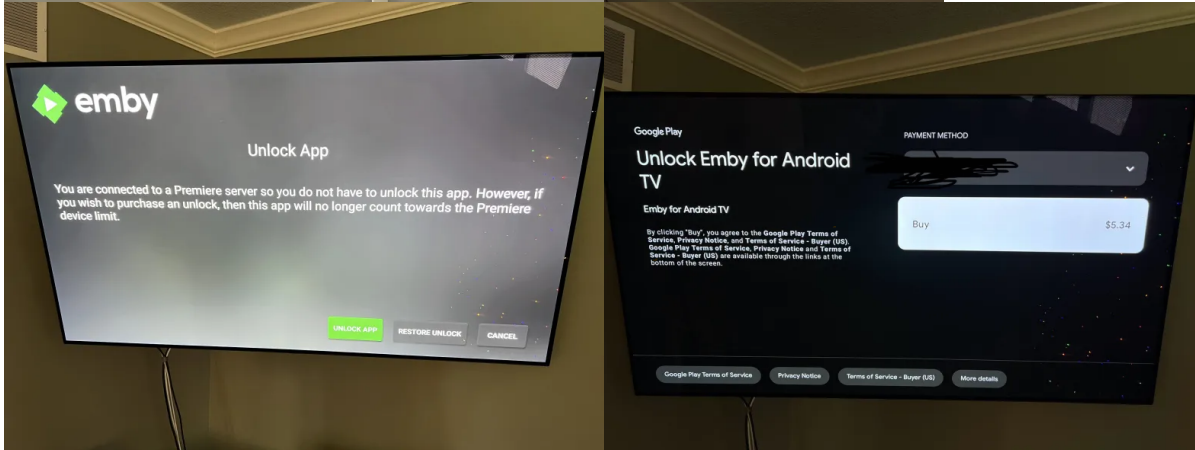 emby
Unlock App
You are connected to a Premiere server so you do not have to unlock this app. However, if
you wish to purchase an unlock, then this app will no longer count towards the Premiere
device limit.
UNLOCK APP
RESTORE UNLOCK
CANCEL
Google Play
Unlock Emby for Android
TV
Emby for Android TV
By clicking "Buy", you agree to the Google Play Terms of
Service, Privacy Notice, and Terms of Service - Buyer (US).
Google Play Terms of Service, Privacy Notice and Terms of
Service - Buyer (US) are available through the links at the
bottom of the screen.
PAYMENT METHOD
Buy $5.34
Google Play Terms of Service
Privacy Notice
Terms of Service - Buyer (US)
More details